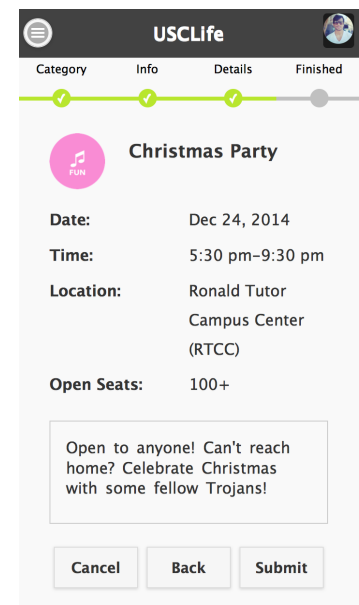 USCLife
Category Info Details Finished
FUN
Christmas Party
Date: Dec 24, 2014
Time: 5:30 pm–9:30 pm
Location: Ronald Tutor
Campus Center
(RTCC)
Open Seats: 100+
Open to anyone! Can't reach
home? Celebrate Christmas
with some fellow Trojans!
Cancel Back Submit